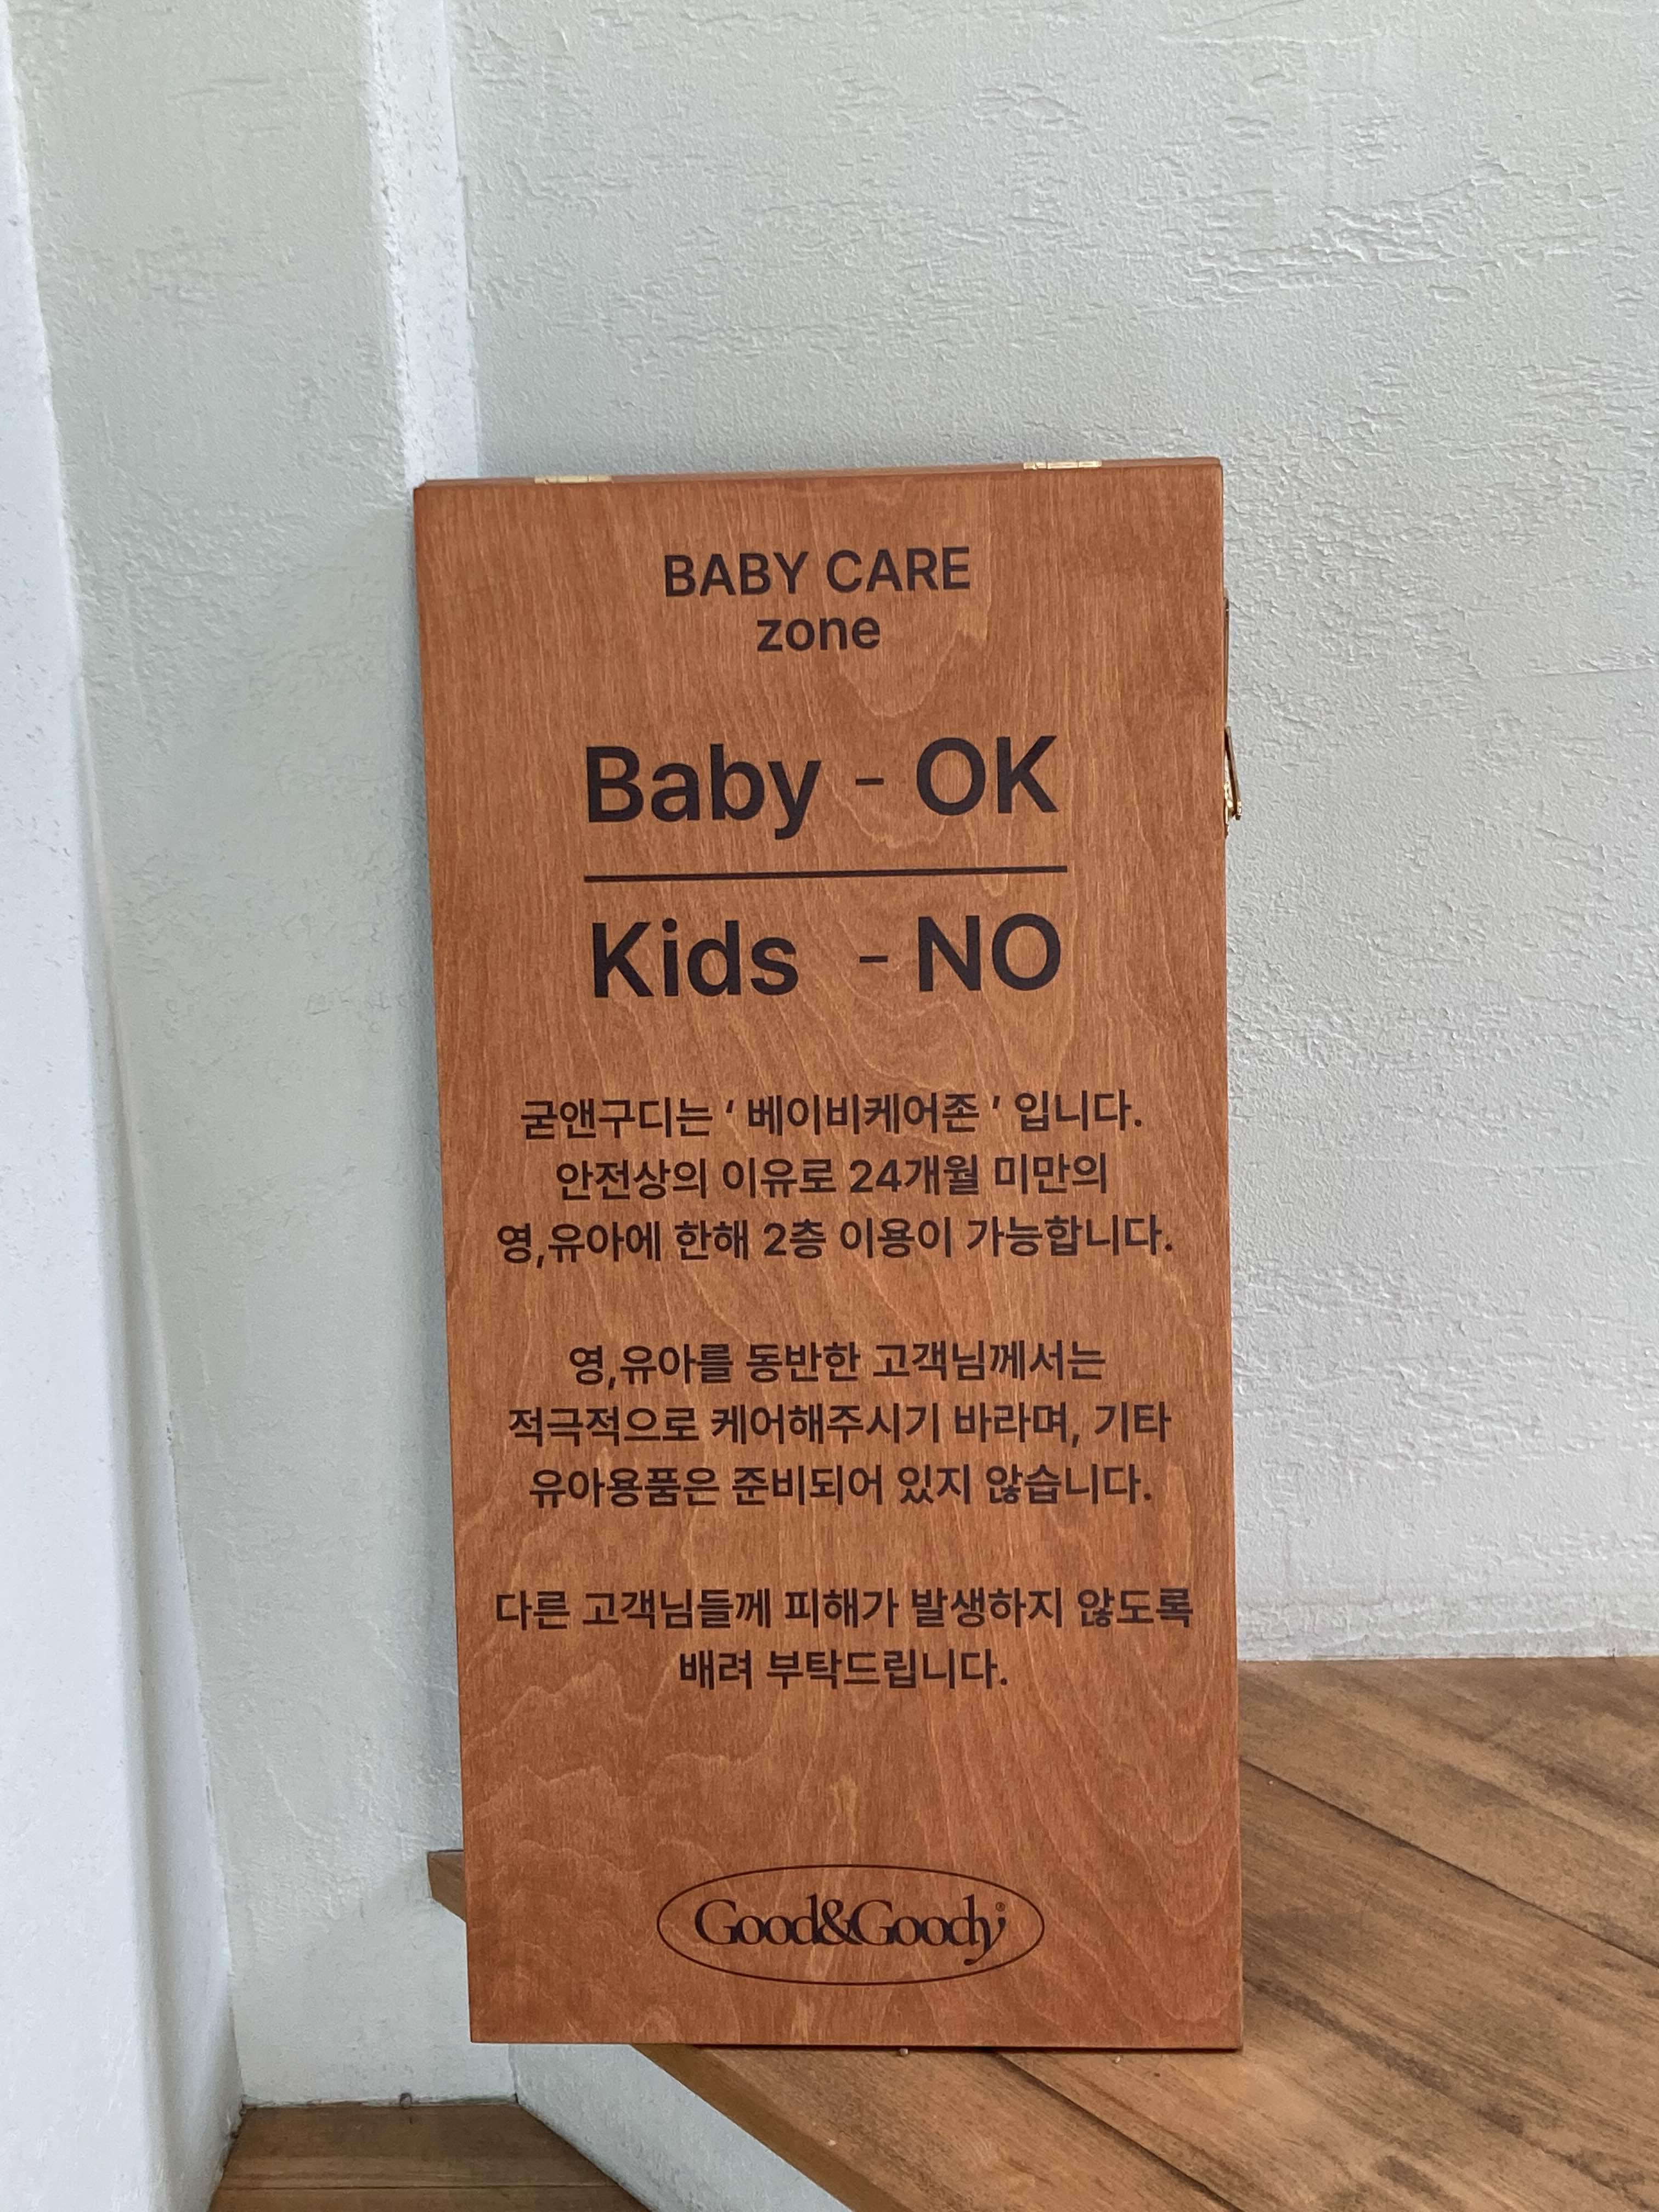 BABY CARE
zone
Baby - OK
Kids - NO
굳앤구디는 ‘ 베이비케어존 ’ 입니다.
안전상의 이유로 24개월 미만의
영,유아에 한해 2층 이용이 가능합니다.
영,유아를 동반한 고객님께서는
적극적으로 케어해주시기 바라며, 기타
유아용품은 준비되어 있지 않습니다.
다른 고객님들께 피해가 발생하지 않도록
배려 부탁드립니다.
Good&Goody®